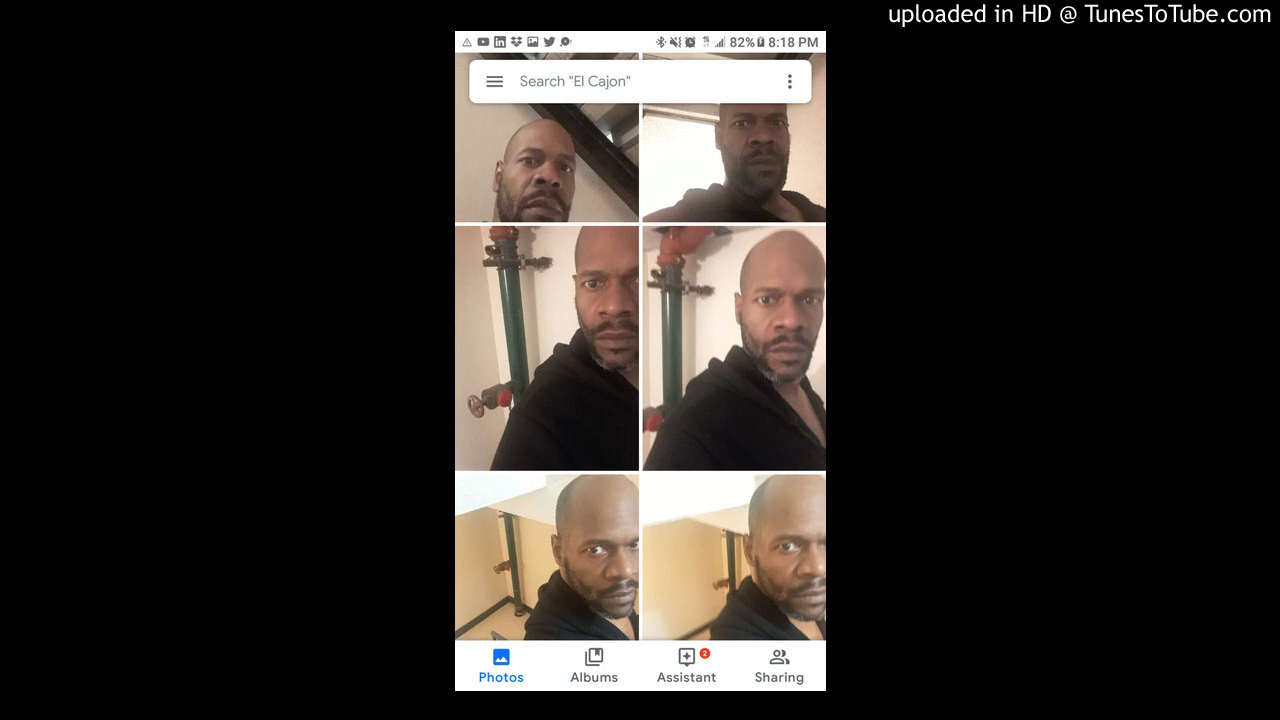 uploaded in HD @ TunesToTube.com
82% 8:18 PM
Search "El Cajon"
2
Photos Albums Assistant Sharing